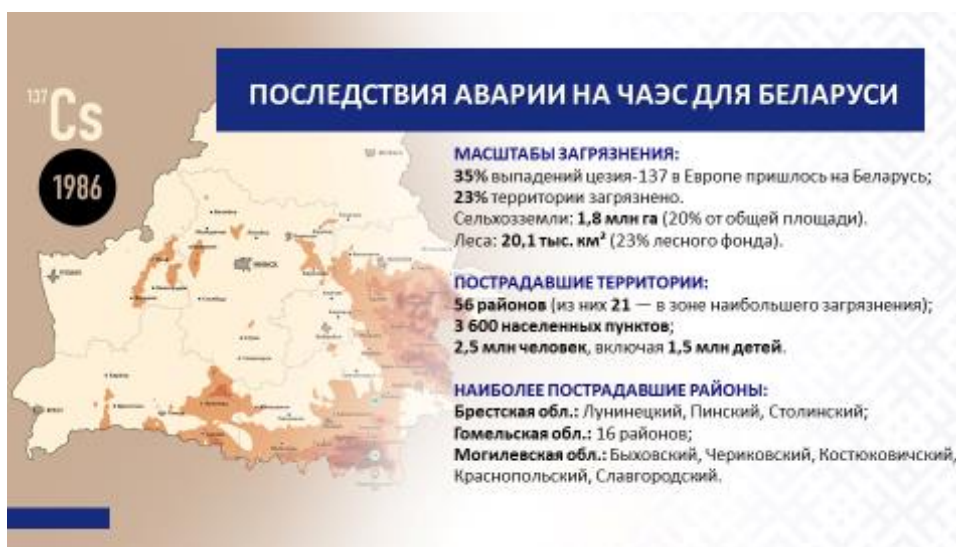 ПОСЛЕДСТВИЯ АВАРИИ НА ЧАЭС ДЛЯ БЕЛАРУСИ
137
Cs
1986
МАСШТАБЫ ЗАГРЯЗНЕНИЯ:
35% выпадений цезия-137 в Европе пришлось на Беларусь;
23% территории загрязнено.
Сельхозземли: 1,8 млн га (20% от общей площади).
Леса: 20,1 тыс. км² (23% лесного фонда).
ПОСТРАДАВШИЕ ТЕРРИТОРИИ:
56 районов (из них 21 — в зоне наибольшего загрязнения);
3 600 населенных пунктов;
2,5 млн человек, включая 1,5 млн детей.
НАИБОЛЕЕ ПОСТРАДАВШИЕ РАЙОНЫ:
Брестская обл.: Лунинецкий, Пинский, Столинский;
Гомельская обл.: 16 районов;
Могилевская обл.: Быховский, Чериковский, Костюковичский,
Краснопольский, Славгородский.
МИНСК